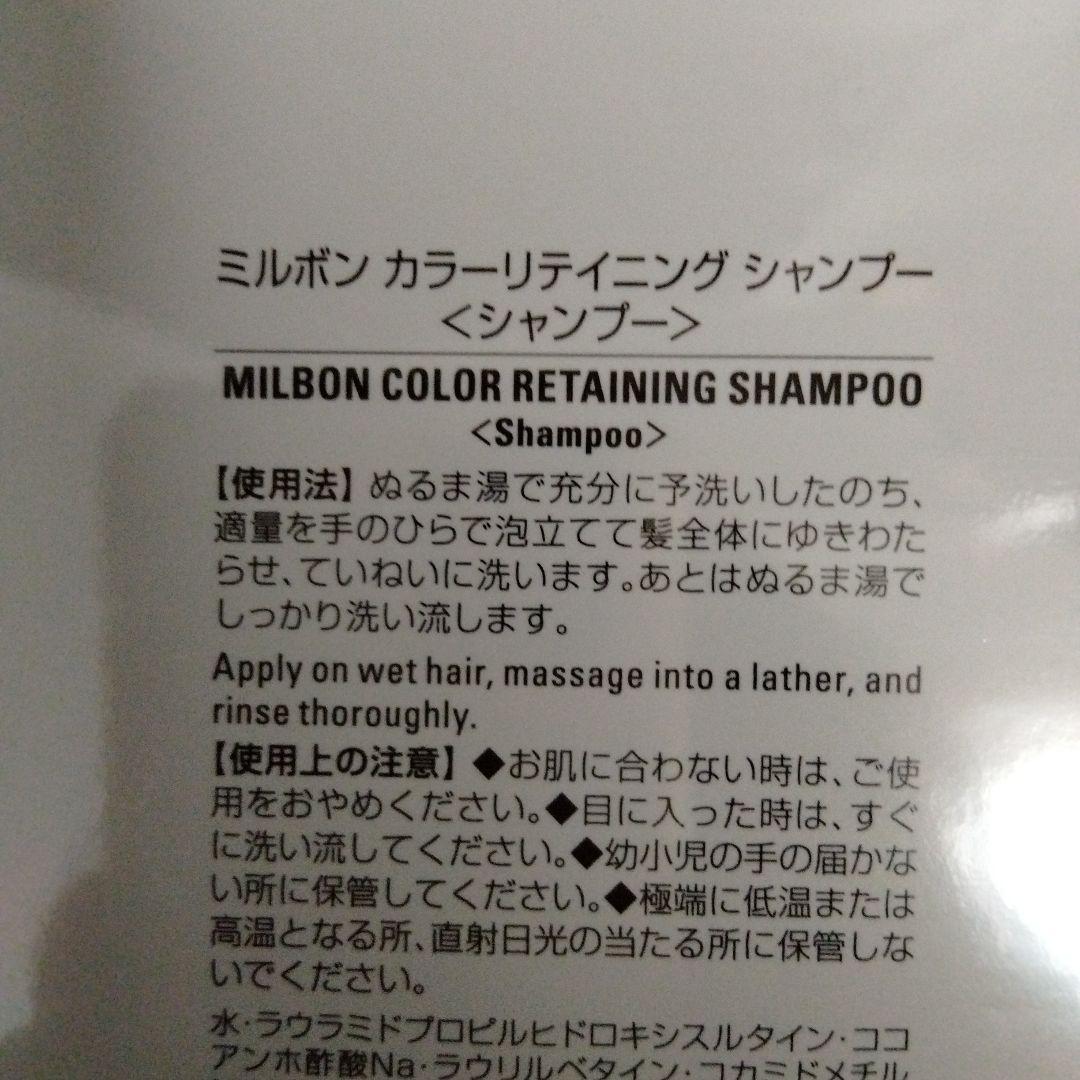 ミルボン カラーリテイニング シャンプー
<シャンプー>
MILBON COLOR RETAINING SHAMPOO
<Shampoo>
【使用法】ぬるま湯で充分に予洗いしたのち、
適量を手のひらで泡立てて髪全体にゆきわた
らせ、ていねいに洗います。あとはぬるま湯で
しっかり洗い流します。
Apply on wet hair, massage into a lather, and
rinse thoroughly.
【使用上の注意】◆お肌に合わない時は、ご使
用をおやめください。◆目に入った時は、すぐ
に洗い流してください。◆幼小児の手の届かな
い所に保管してください。◆極端に低温または
高温となる所、直射日光の当たる所に保管しな
いでください。
水・ラウラミドプロピルヒドロキシスルタイン・ココ
アンホ酢酸Na・ラウリルベタイン・コカミドメチル